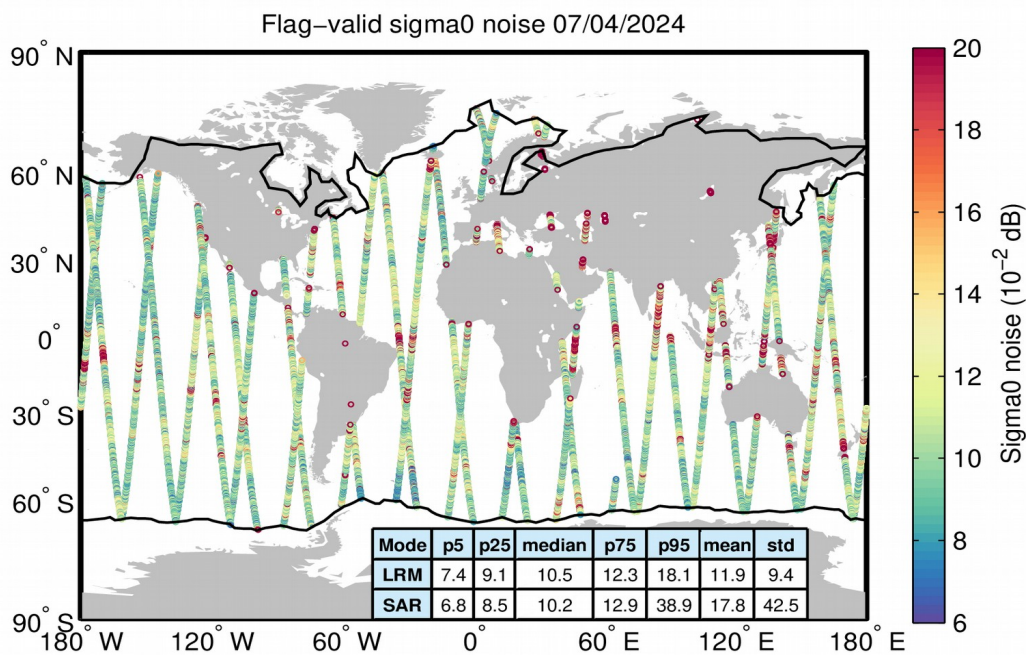 Flag−valid sigma0 noise 07/04/2024
90° N
60° N
30° N
0°
30° S
60° S
90° S
180° W 120° W 60° W 0° 60° E 120° E 180° E
Mode p5 p25 median p75 p95 mean std
LRM 7.4 9.1 10.5 12.3 18.1 11.9 9.4
SAR 6.8 8.5 10.2 12.9 38.9 17.8 42.5
20
18
16
14
12
10
8
6
Sigma0 noise (10⁻² dB)